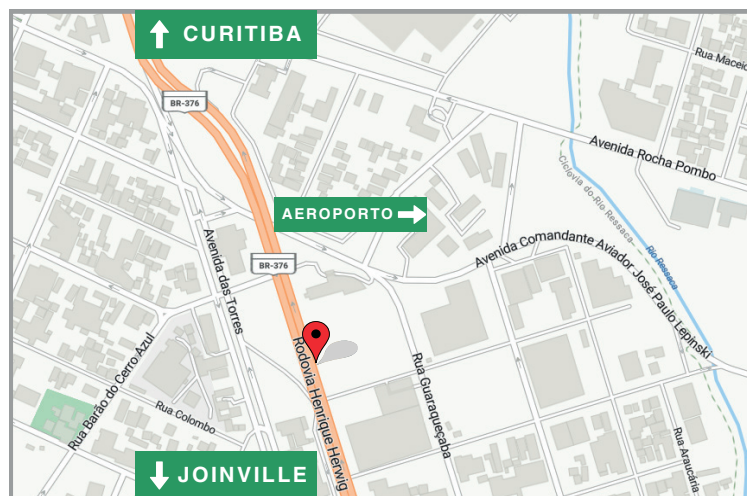 ↑ CURITIBA
Rua Maceió
BR-376
Avenida Rocha Pombo
Ciclovia do Rio Ressaca
AEROPORTO →
Avenida das Torres
Avenida Comandante Aviador José Paulo Lepinski
Rio Ressaca
BR-376
Rua Barão do Cerro Azul
Rodovia Henrique Herwig
Rua Guaraqueçaba
Rua Colombo
Rua Araucária
↓ JOINVILLE